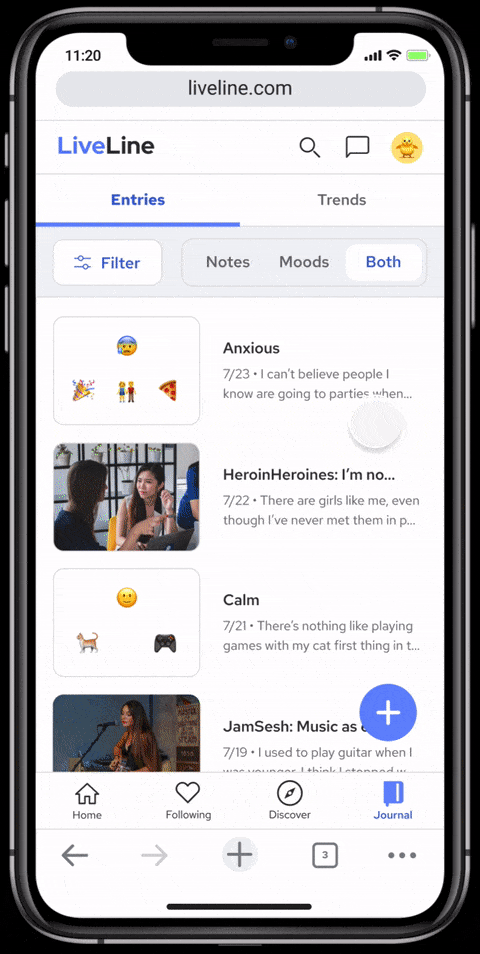 11:20
liveline.com
LiveLine
Entries Trends
Filter Notes Moods Both
Anxious
7/23 • I can’t believe people I
know are going to parties when...
HeroinHeroines: I’m no...
7/22 • There are girls like me, even
though I’ve never met them in p...
Calm
7/21 • There’s nothing like playing
games with my cat first thing in t...
JamSesh: Music as
7/19 • I used to play guitar when I
was younger. I think I stopped
Home Following Discover Journal
3